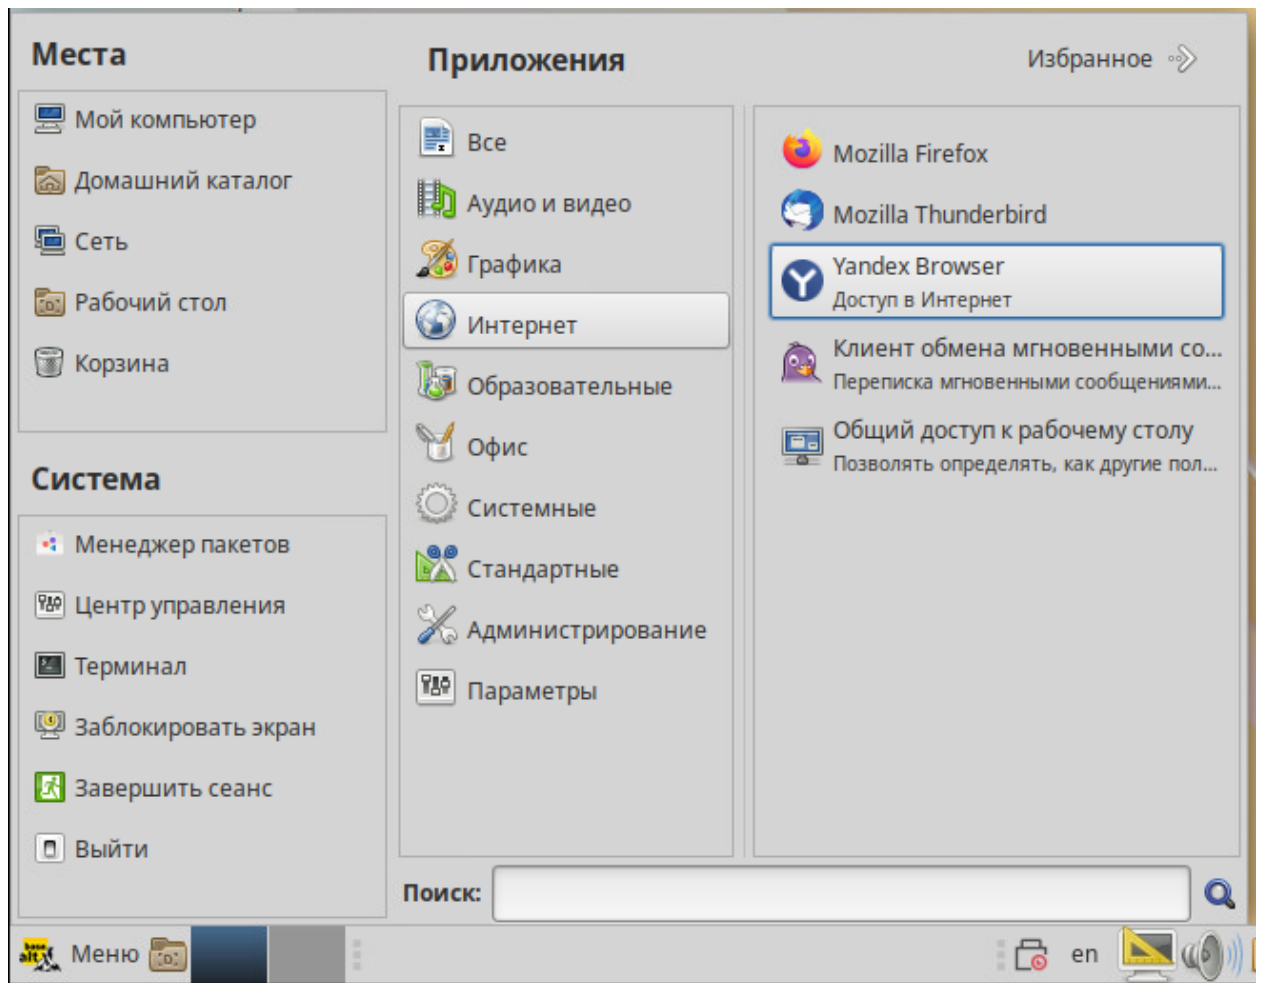 Места
Мой компьютер
Домашний каталог
Сеть
Рабочий стол
Корзина
Система
Менеджер пакетов
Центр управления
Терминал
Заблокировать экран
Завершить сеанс
Выйти
Приложения
Избранное
Все
Аудио и видео
Графика
Интернет
Образовательные
Офис
Системные
Стандартные
Администрирование
Параметры
Mozilla Firefox
Mozilla Thunderbird
Yandex Browser
Доступ в Интернет
Клиент обмена мгновенными со...
Переписка мгновенными сообщениями...
Общий доступ к рабочему столу
Позволять определять, как другие пол...
Поиск:
base
alt
Меню
en